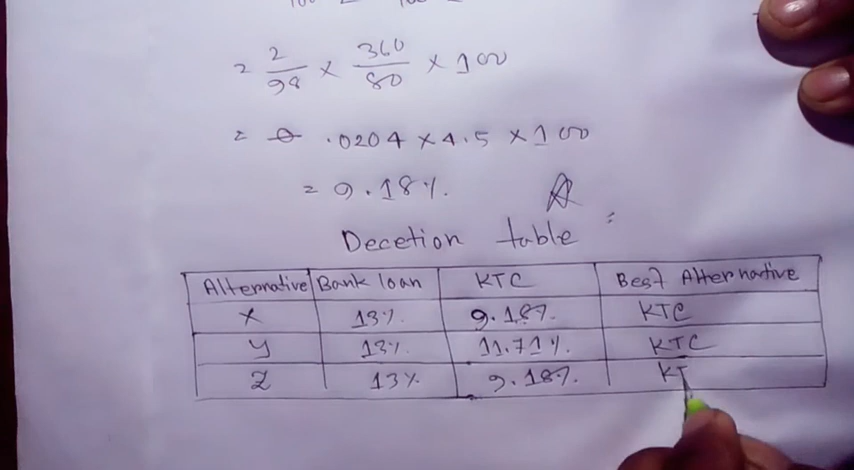 = 2/98 × 360/80 × 100
= .0204 × 4.5 × 100
= 9.18%.
Decetion table :
Alternative Bank loan KTC Best Alternative
X 13% 9.18% KTC
Y 13% 11.71% KTC
Z 13% 9.18% KT